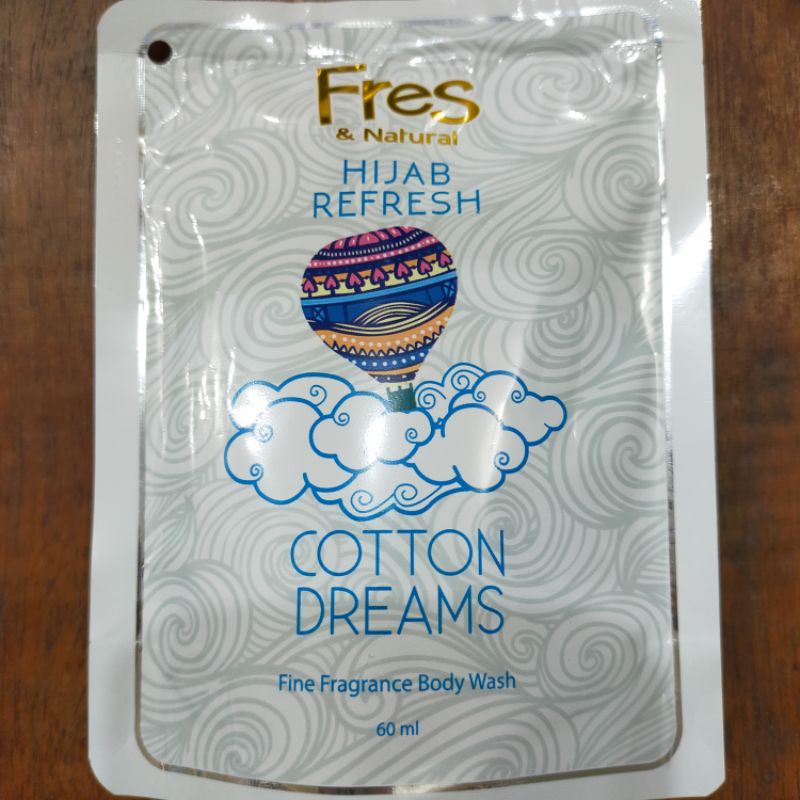 Fres
& Natural
HIJAB
REFRESH
COTTON
DREAMS
Fine Fragrance Body Wash
60 ml